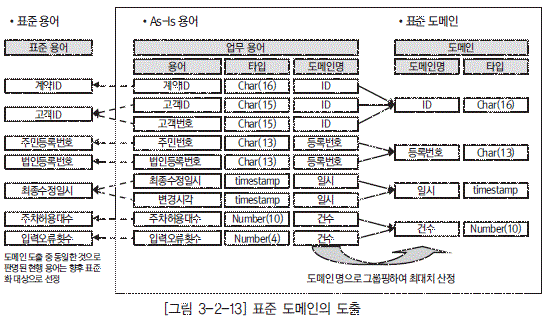 • 표준 용어
• As-Is 용어
• 표준 도메인
표준 용어
업무 용어
도메인
용어 타입 도메인명
도메인명 타입
계약ID
계약ID Char(16) ID
고객ID
고객ID Char(15) ID
ID Char(16)
고객번호 Char(15) ID
주민등록번호
주민번호 Char(13) 등록번호
등록번호 Char(13)
법인등록번호
법인등록번호 Char(13) 등록번호
최종수정일시
최종수정일시 timestamp 일시
일시 timestamp
변경시각 timestamp 일시
주차허용대수
주차허용대수 Number(10) 건수
건수 Number(10)
입력오류횟수
입력오류횟수 Number(4) 건수
도메인 도출 중 동일한 것으로
판명된 현행 용어는 향후 표준
화 대상으로 선정
도메인명으로 그룹핑하여 최대치 산정
[그림 3-2-13] 표준 도메인의 도출